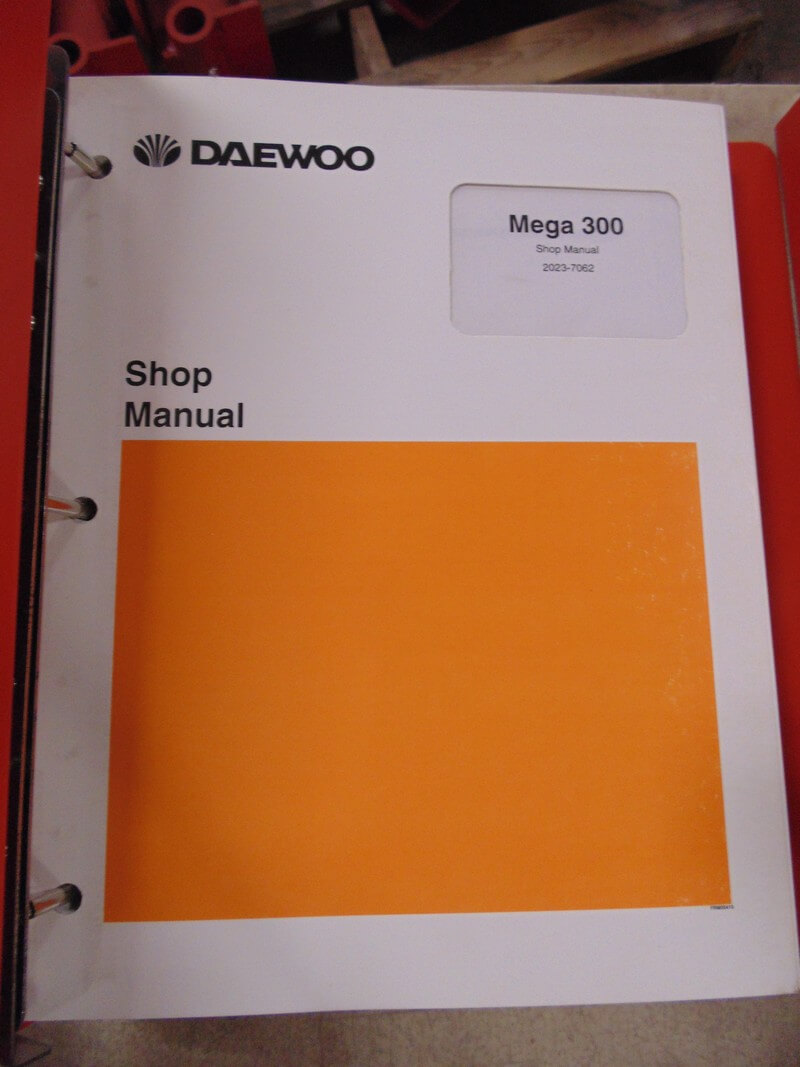 DAEWOO
Mega 300
Shop Manual
2023-7062
Shop
Manual